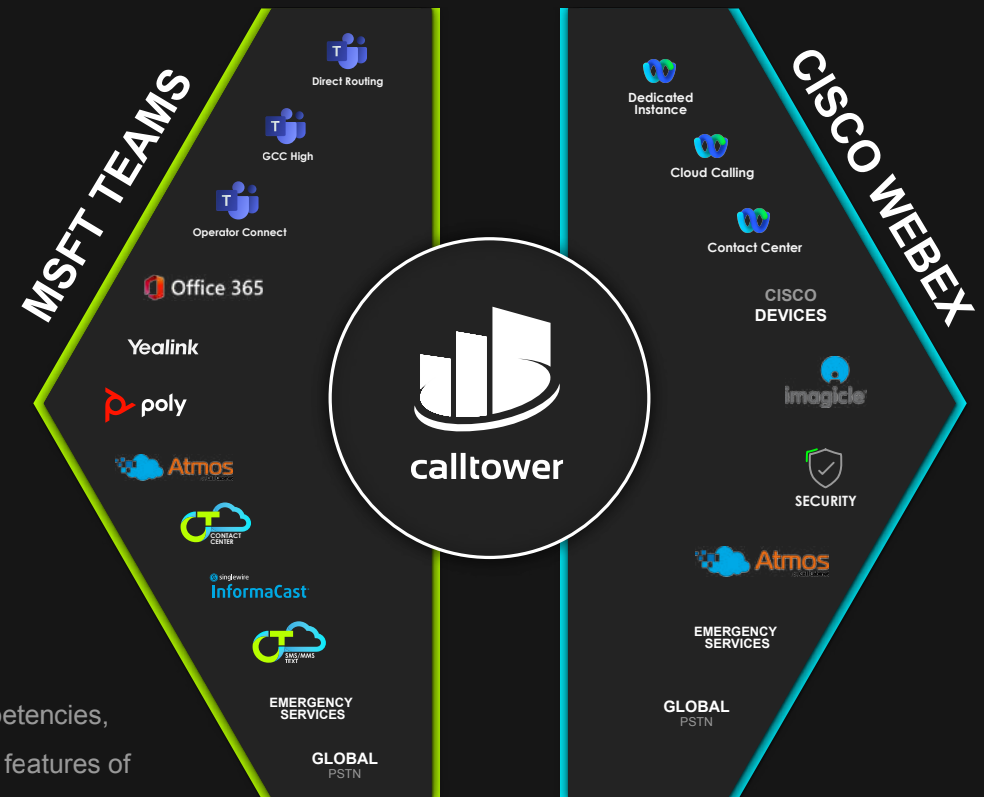 MSFT TEAMS
Direct Routing
GCC High
Operator Connect
Office 365
Yealink
poly
Atmos
CT
CONTACT
CENTER
singlewire
InformaCast
CT
SMS/MMS
TEXT
EMERGENCY
SERVICES
GLOBAL
PSTN
petencies,
features of
calltower
CISCO WEBEX
Dedicated
Instance
Cloud Calling
Contact Center
CISCO
DEVICES
imagicle
SECURITY
Atmos
EMERGENCY
SERVICES
GLOBAL
PSTN